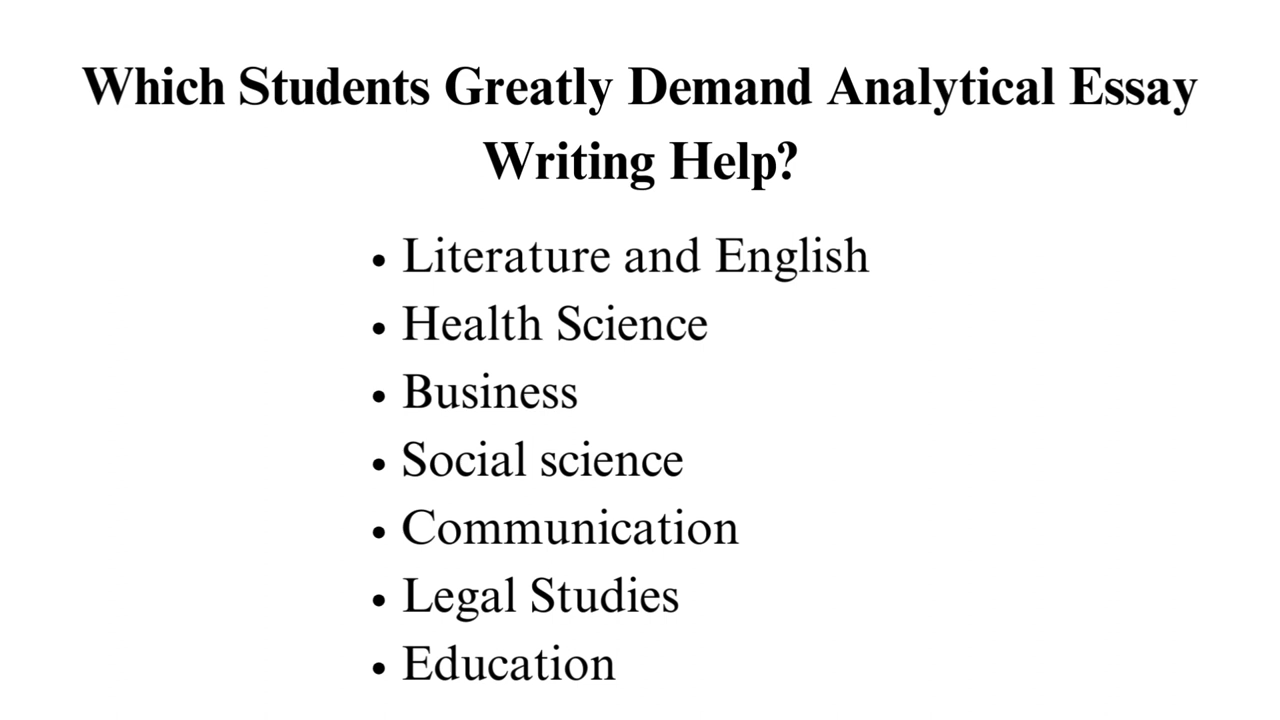 Which Students Greatly Demand Analytical Essay
Writing Help?
• Literature and English
• Health Science
• Business
• Social science
• Communication
• Legal Studies
• Education